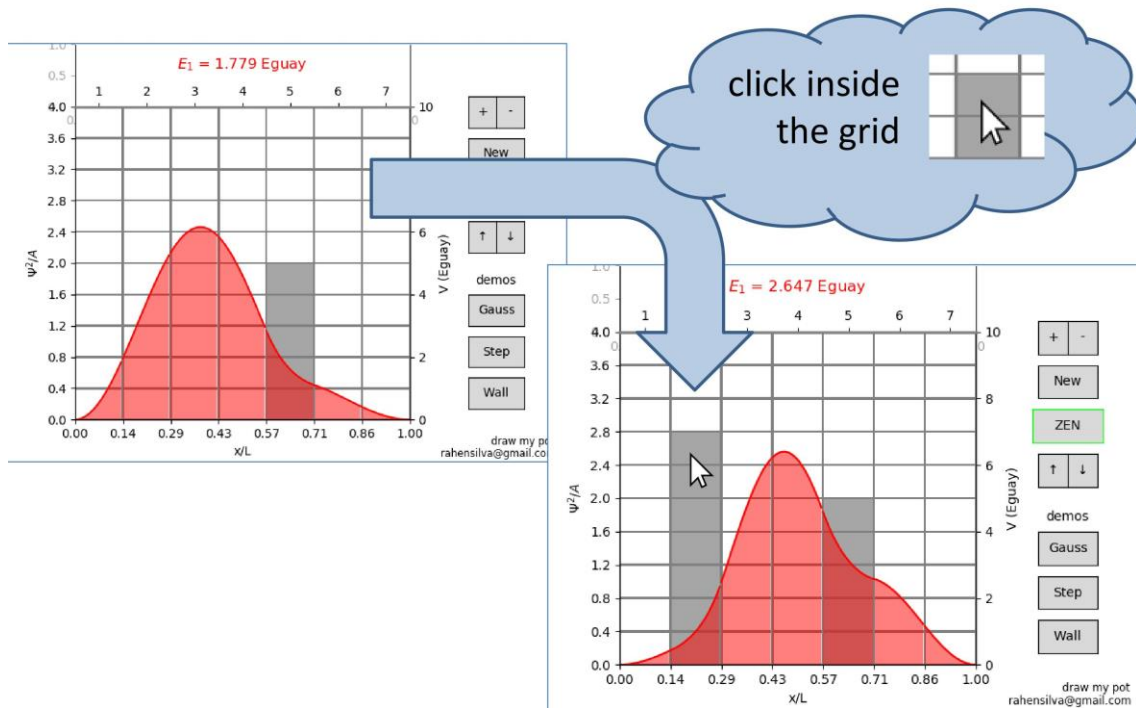 1.0
E₁ = 1.779 Eguay
0.5
1 2 3 4 5 6 7
4.0 10
3.6
3.2
2.8
2.4 6
2.0
1.6 4
1.2
0.8 2
0.4
0.0 0
0.00 0.14 0.29 0.43 0.57 0.71 0.86 1.00
x/L
Ψ²/A
V (Eguay)
+ -
New
↑ ↓
demos
Gauss
Step
Wall
draw my pot
rahensilva@gmail.co
click inside
the grid
1.0
E₁ = 2.647 Eguay
0.5
1 3 4 5 6 7
4.0 10
0
3.6
3.2 8
2.8
2.4 6
2.0
1.6 4
1.2
0.8 2
0.4
0.0 0
0.00 0.14 0.29 0.43 0.57 0.71 0.86 1.00
x/L
Ψ²/A
V (Eguay)
+ -
New
ZEN
↑ ↓
demos
Gauss
Step
Wall
draw my pot
rahensilva@gmail.com